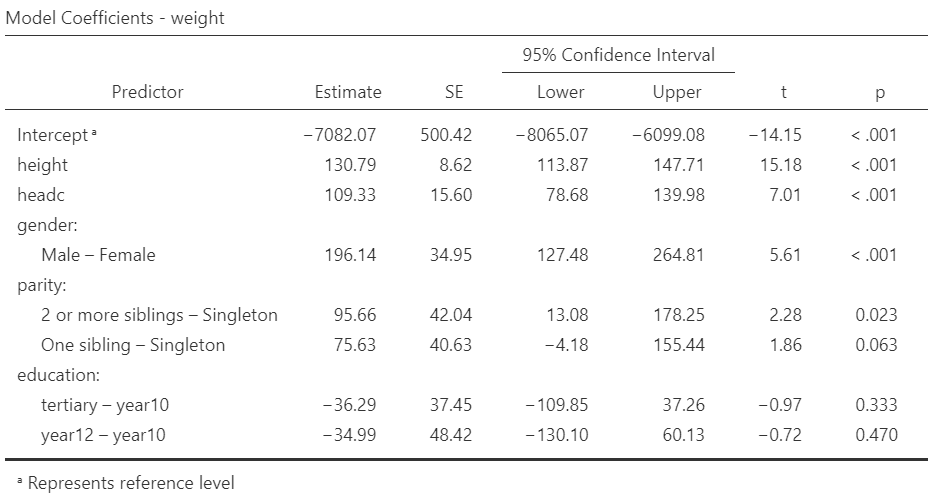 Model Coefficients - weight
95% Confidence Interval
Predictor Estimate SE Lower Upper t p
Intercept ᵃ −7082.07 500.42 −8065.07 −6099.08 −14.15 < .001
height 130.79 8.62 113.87 147.71 15.18 < .001
headc 109.33 15.60 78.68 139.98 7.01 < .001
gender:
Male – Female 196.14 34.95 127.48 264.81 5.61 < .001
parity:
2 or more siblings – Singleton 95.66 42.04 13.08 178.25 2.28 0.023
One sibling – Singleton 75.63 40.63 −4.18 155.44 1.86 0.063
education:
tertiary – year10 −36.29 37.45 −109.85 37.26 −0.97 0.333
year12 – year10 −34.99 48.42 −130.10 60.13 −0.72 0.470
ᵃ Represents reference level